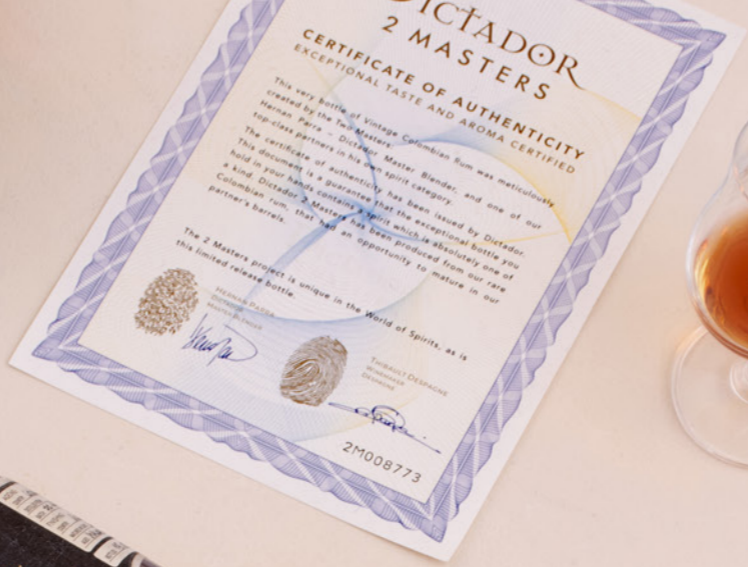 DICTADOR
2 MASTERS
CERTIFICATE OF AUTHENTICITY
EXCEPTIONAL TASTE AND AROMA CERTIFIED
This very bottle of Vintage Colombian Rum was meticulously
created by the Two Masters:
Hernan Parra – Dictador Master Blender, and one of our
top-class partners in his own spirit category.
The certificate of authenticity has been issued by Dictador.
This document is a guarantee that the exceptional bottle you
hold in your hands contains a spirit which is absolutely one of
a kind. Dictador 2 Masters has been produced from our rare
Colombian rum, that had an opportunity to mature in our
partner's barrels.
The 2 Masters project is unique in the World of Spirits, as is
this limited release bottle.
HERNAN PARRA
DICTADOR
MASTER BLENDER
THIBAULT DESPAGNE
WINEMAKER
DESPAGNE
2M008773